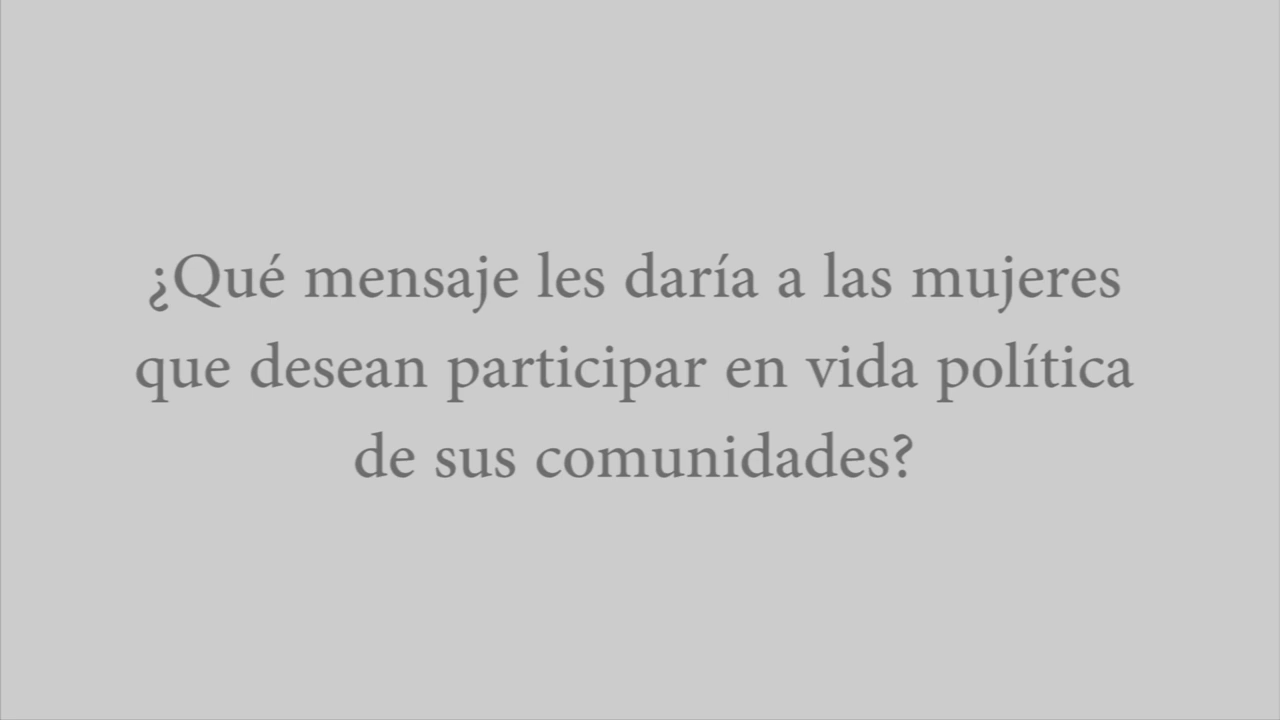 ¿Qué mensaje les daría a las mujeres
que desean participar en vida política
de sus comunidades?